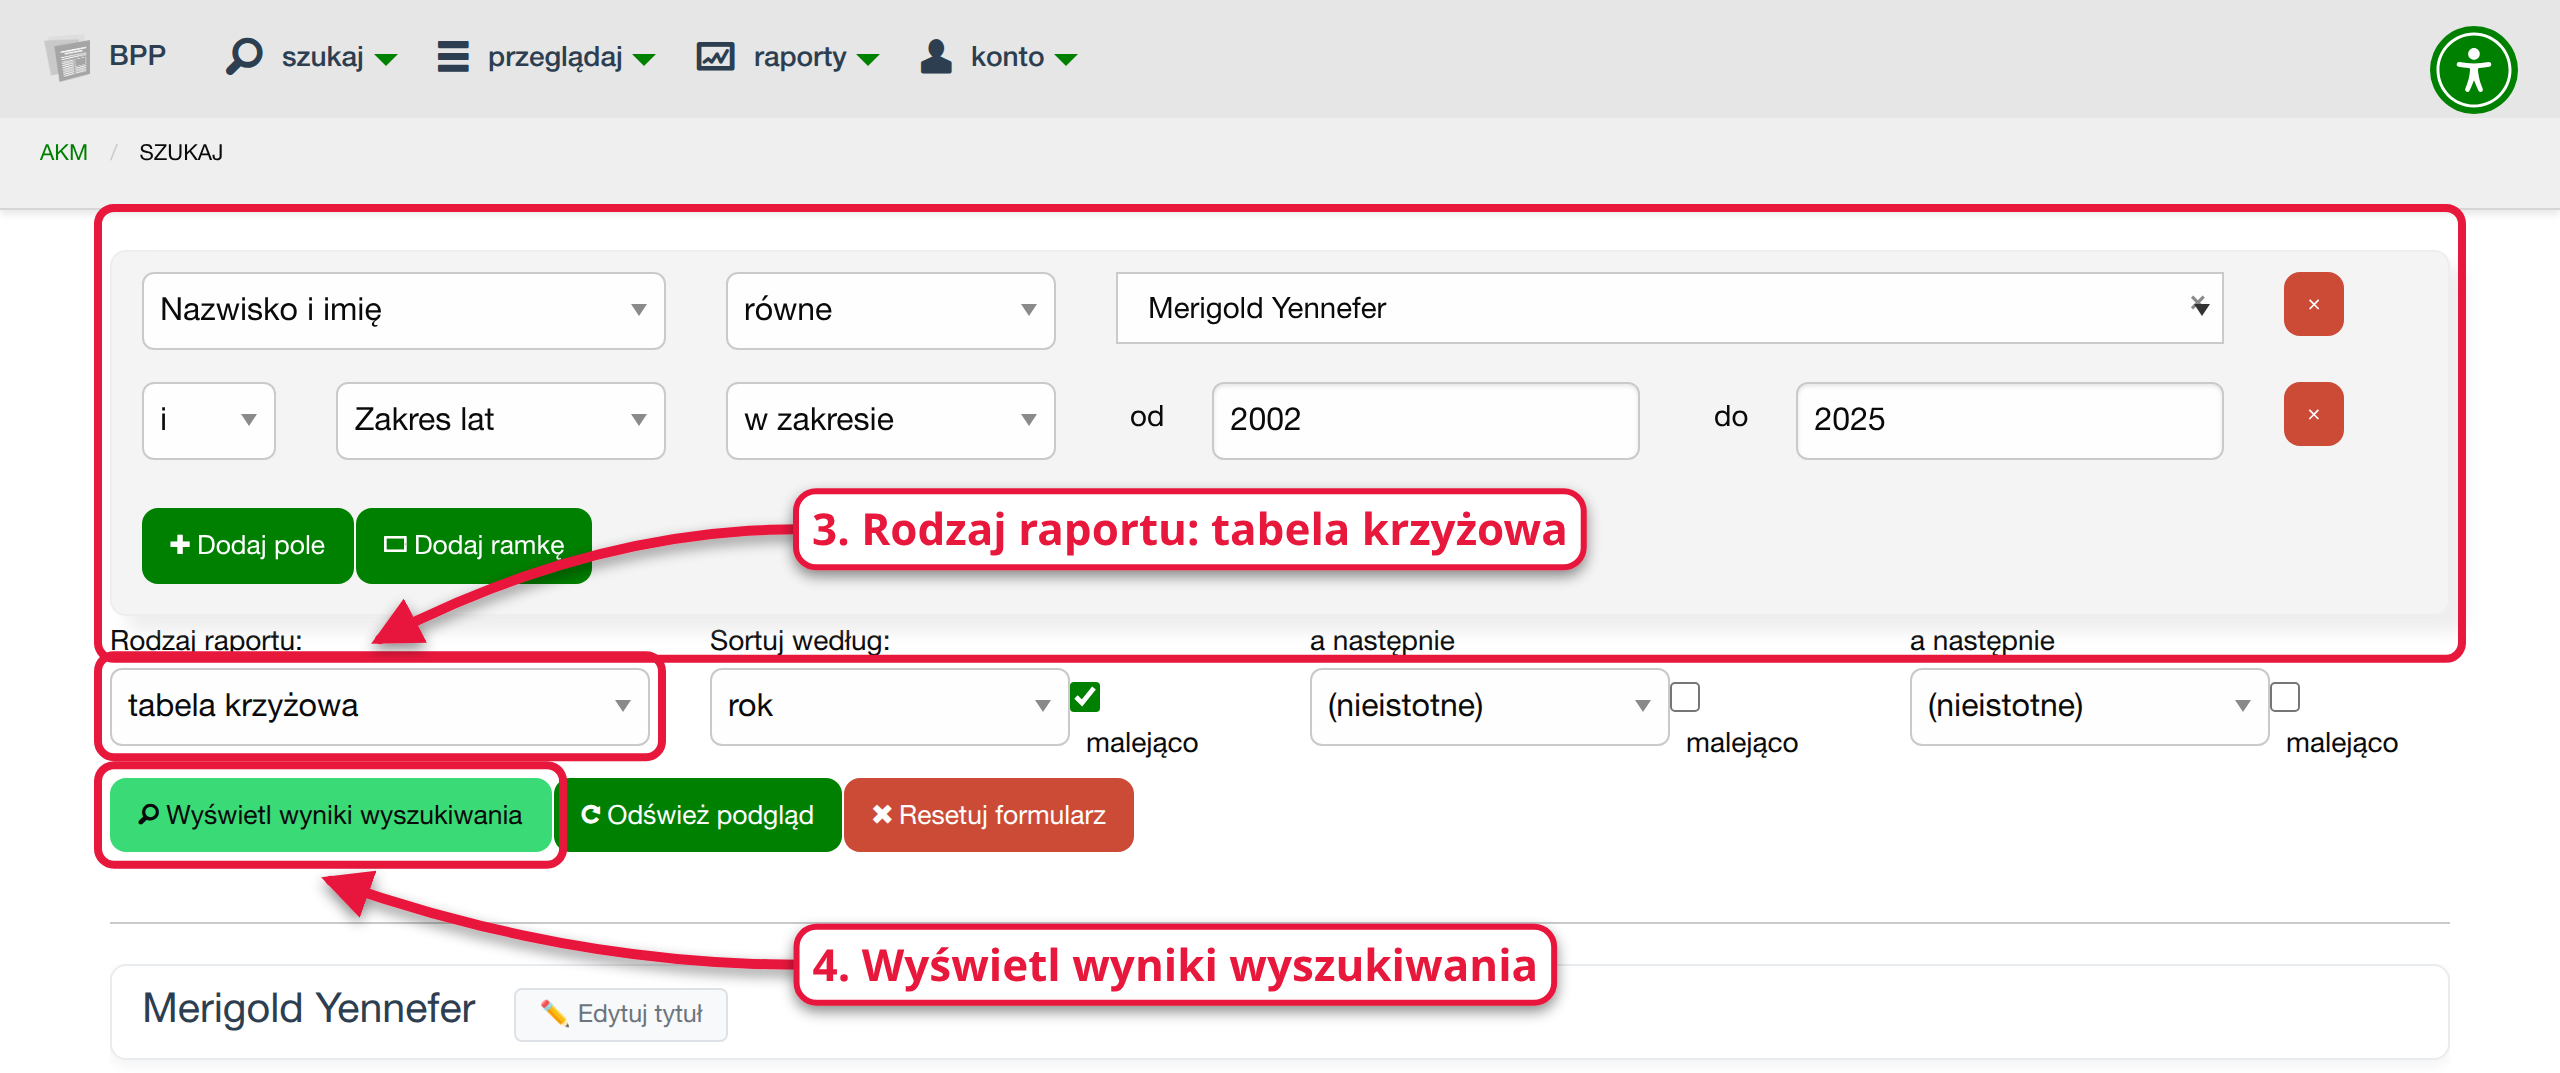 BPP szukaj przeglądaj raporty konto
AKM / SZUKAJ
Nazwisko i imię równe Merigold Yennefer × ×
i Zakres lat w zakresie od 2002 do 2025 ×
Dodaj pole Dodaj ramkę
3. Rodzaj raportu: tabela krzyżowa
Rodzaj raportu: Sortuj według: a następnie a następnie
tabela krzyżowa rok malejąco (nieistotne) malejąco (nieistotne) malejąco
Wyświetl wyniki wyszukiwania Odśwież podgląd Resetuj formularz
4. Wyświetl wyniki wyszukiwania
Merigold Yennefer Edytuj tytuł